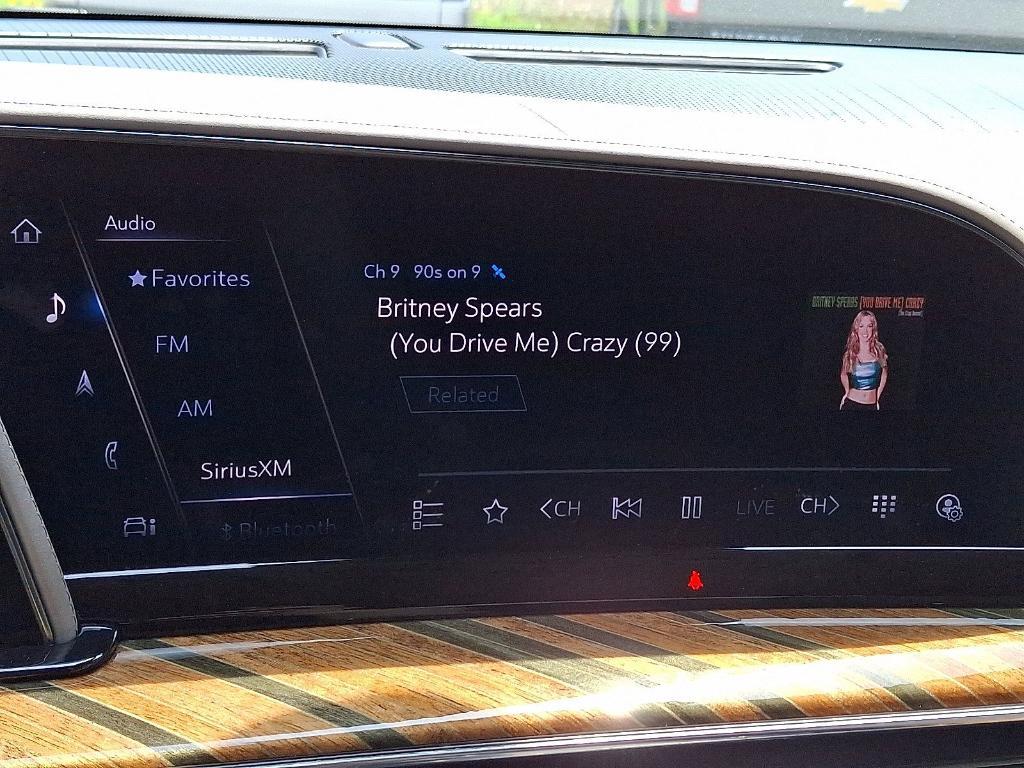 Audio
Favorites
FM
AM
SiriusXM
Bluetooth
Ch 9 90s on 9
Britney Spears
(You Drive Me) Crazy (99)
Related
BRITNEY SPEARS (YOU DRIVE ME) CRAZY
<CH
LIVE
CH>